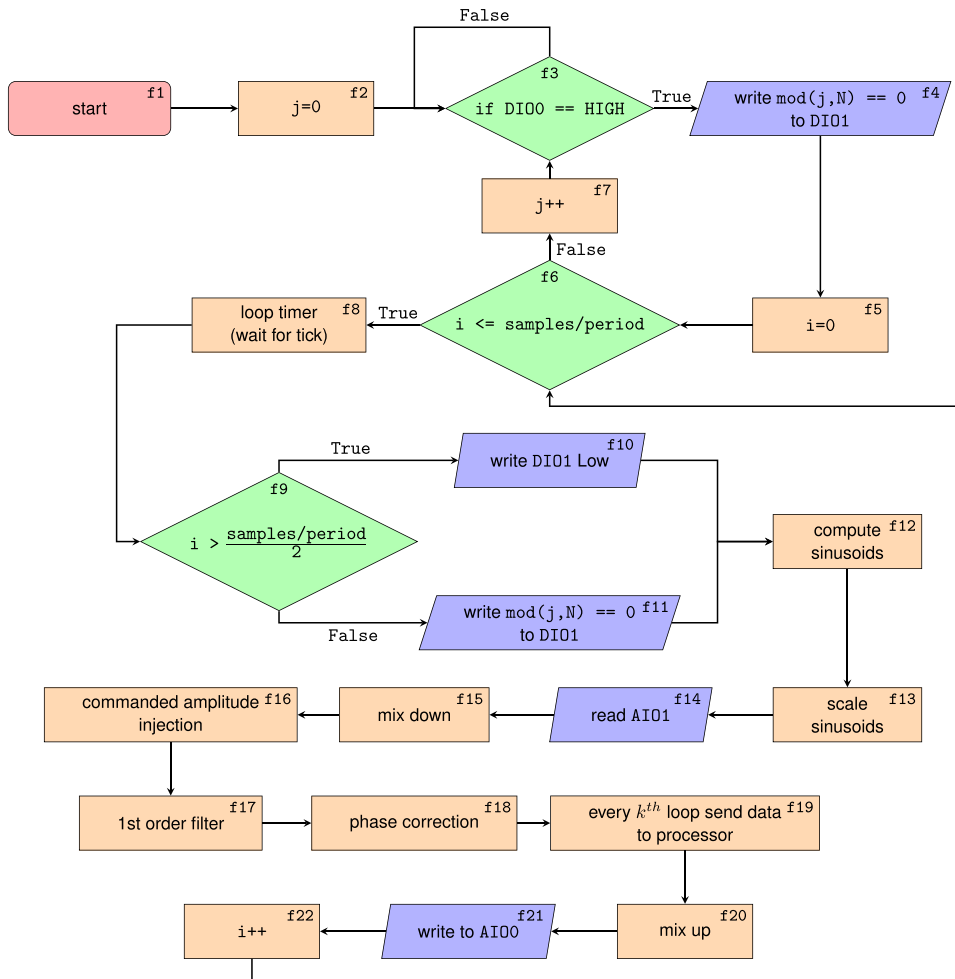 False
f1
start
f2
j=0
f3
if DIO0 == HIGH
True
f4
write mod(j,N) == 0
to DIO1
f7
j++
False
f6
i <= samples/period
True
f8
loop timer
(wait for tick)
f5
i=0
True
f10
write DIO1 Low
f9
i > samples/period
2
f12
compute
sinusoids
False
f11
write mod(j,N) == 0
to DIO1
f16
commanded amplitude
injection
f15
mix down
f14
read AIO1
f13
scale
sinusoids
f17
1st order filter
f18
phase correction
f19
every k^th loop send data
to processor
f22
i++
f21
write to AIO0
f20
mix up